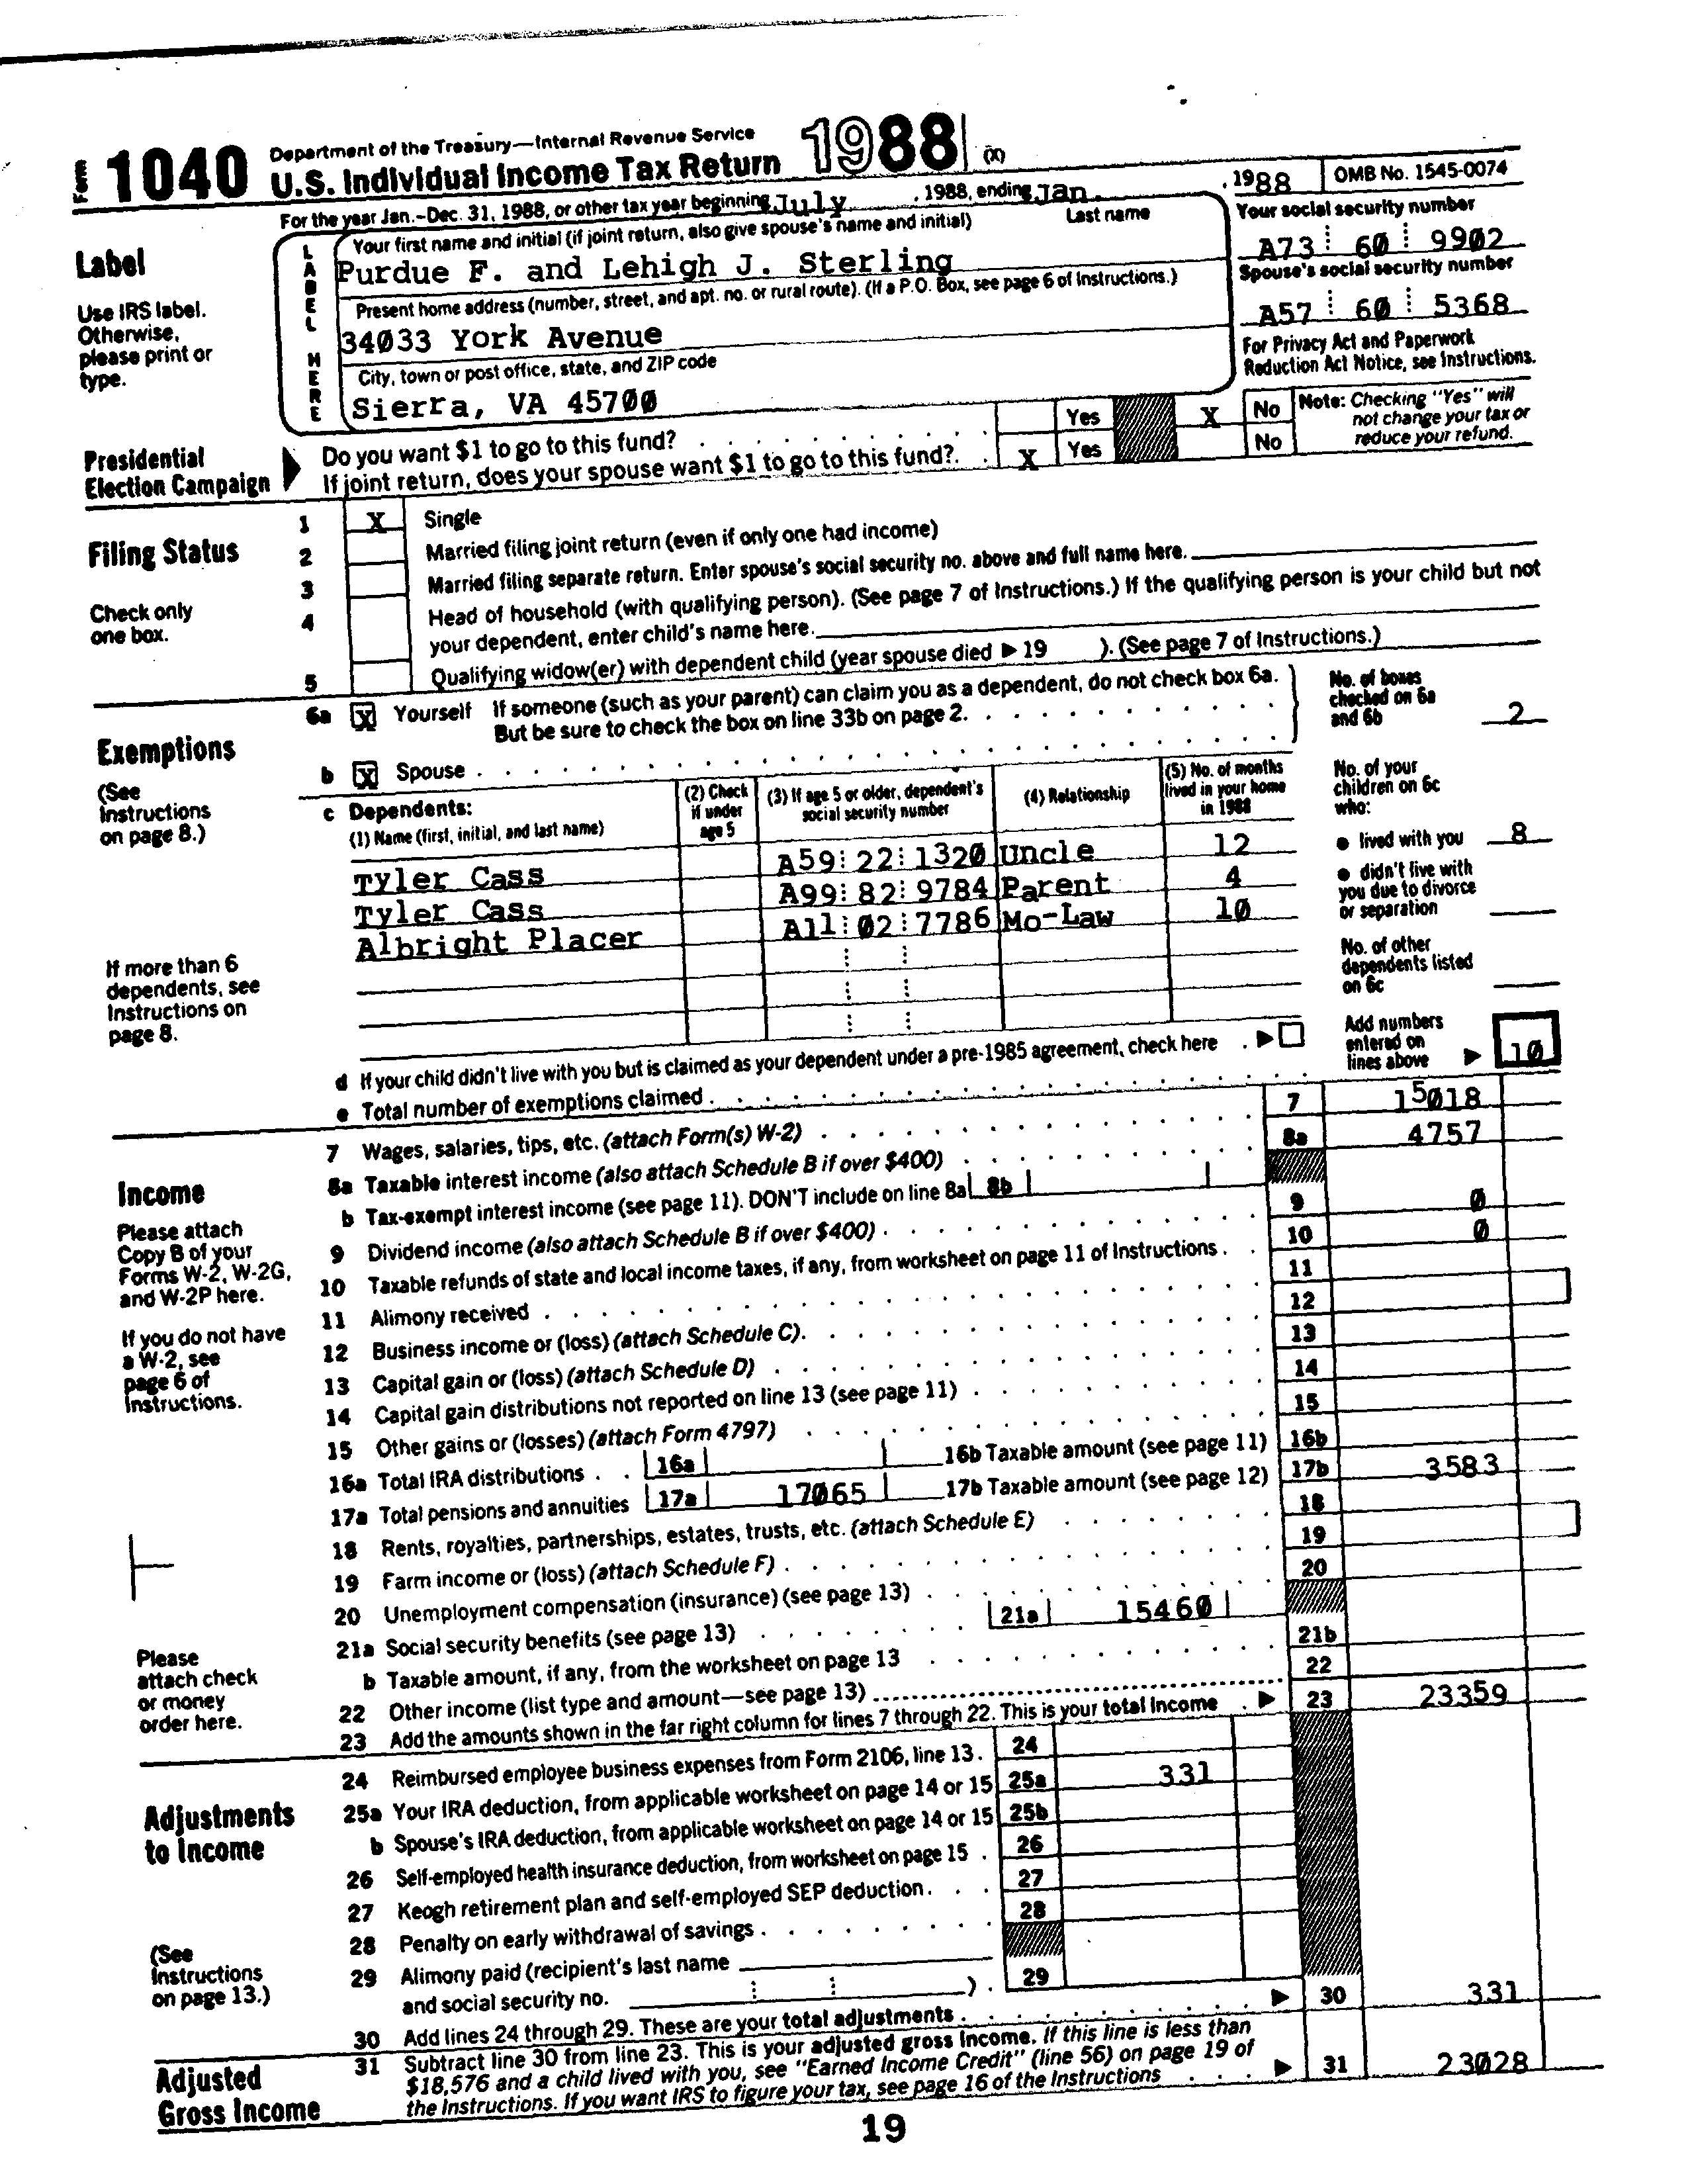 Form 1040 Department of the Treasury—Internal Revenue Service
U.S. Individual Income Tax Return 1988 (X)
For the year Jan.–Dec. 31, 1988, or other tax year beginning July , 1988, ending Jan. , 1988 OMB No. 1545-0074
Label
Use IRS label.
Otherwise,
please print or
type.
LABEL HERE
Your first name and initial (if joint return, also give spouse's name and initial) Last name
Purdue F. and Lehigh J. Sterling
Present home address (number, street, and apt. no. or rural route). (If a P.O. Box, see page 6 of Instructions.)
34033 York Avenue
City, town or post office, state, and ZIP code
Sierra, VA 45700
Your social security number
A73 60 9902
Spouse's social security number
A57 60 5368
For Privacy Act and Paperwork
Reduction Act Notice, see Instructions.
Presidential
Election Campaign
Do you want $1 to go to this fund? . . . . . . . . . . Yes X No
If joint return, does your spouse want $1 to go to this fund?. . X Yes No
Note: Checking "Yes" will
not change your tax or
reduce your refund.
Filing Status
Check only
one box.
1 X Single
2 Married filing joint return (even if only one had income)
3 Married filing separate return. Enter spouse's social security no. above and full name here.
4 Head of household (with qualifying person). (See page 7 of Instructions.) If the qualifying person is your child but not
your dependent, enter child's name here.
5 Qualifying widow(er) with dependent child (year spouse died ▶ 19 ). (See page 7 of Instructions.)
Exemptions
(See
Instructions
on page 8.)
If more than 6
dependents, see
Instructions on
page 8.
6a X Yourself If someone (such as your parent) can claim you as a dependent, do not check box 6a.
But be sure to check the box on line 33b on page 2. . . . . . . . . . . .
b X Spouse . . . . . . . . . . . . . . . . . . . .
No. of boxes
checked on 6a
and 6b 2
c Dependents:
(1) Name (first, initial, and last name)
(2) Check
if under
age 5
(3) If age 5 or older, dependent's
social security number
(4) Relationship
(5) No. of months
lived in your home
in 1988
Tyler Cass A59 22 1320 Uncle 12
Tyler Cass A99 82 9784 Parent 4
Albright Placer A11 02 7786 Mo-Law 10
No. of your
children on 6c
who:
● lived with you 8
● didn't live with
you due to divorce
or separation
No. of other
dependents listed
on 6c
Add numbers
entered on
lines above ▶ 10
d If your child didn't live with you but is claimed as your dependent under a pre-1985 agreement, check here . ▶
e Total number of exemptions claimed . . . . . . . . . . . . . . . .
Income
Please attach
Copy B of your
Forms W-2, W-2G,
and W-2P here.
If you do not have
a W-2, see
page 6 of
Instructions.
Please
attach check
or money
order here.
7 Wages, salaries, tips, etc. (attach Form(s) W-2) . . . . . . . . . . . . 7 15018
8a Taxable interest income (also attach Schedule B if over $400) . . . . . . . . 8a 4757
b Tax-exempt interest income (see page 11). DON'T include on line 8a 8b
9 Dividend income (also attach Schedule B if over $400) . . . . . . . . . . 9 0
10 Taxable refunds of state and local income taxes, if any, from worksheet on page 11 of Instructions . . 10 0
11 Alimony received . . . . . . . . . . . . . . . . . . 11
12 Business income or (loss) (attach Schedule C). . . . . . . . . . . . 12
13 Capital gain or (loss) (attach Schedule D) . . . . . . . . . . . . . 13
14 Capital gain distributions not reported on line 13 (see page 11) . . . . . . . . 14
15 Other gains or (losses) (attach Form 4797) . . . . . . . . . . . . 15
16a Total IRA distributions . . 16a 16b Taxable amount (see page 11) 16b
17a Total pensions and annuities 17a 17065 17b Taxable amount (see page 12) 17b 3583
18 Rents, royalties, partnerships, estates, trusts, etc. (attach Schedule E) . . . . . . 18
19 Farm income or (loss) (attach Schedule F) . . . . . . . . . . . . 19
20 Unemployment compensation (insurance) (see page 13) . . . . . . . . . . 20
21a Social security benefits (see page 13) . . . . . . . 21a 15460
b Taxable amount, if any, from the worksheet on page 13 . . . . . . . . . . 21b
22 Other income (list type and amount—see page 13) 22
23 Add the amounts shown in the far right column for lines 7 through 22. This is your total income . ▶ 23 23359
Adjustments
to Income
(See
Instructions
on page 13.)
24 Reimbursed employee business expenses from Form 2106, line 13 . 24
25a Your IRA deduction, from applicable worksheet on page 14 or 15 25a 331
b Spouse's IRA deduction, from applicable worksheet on page 14 or 15 25b
26 Self-employed health insurance deduction, from worksheet on page 15 . 26
27 Keogh retirement plan and self-employed SEP deduction . . . 27
28 Penalty on early withdrawal of savings . . . . . . . . 28
29 Alimony paid (recipient's last name
and social security no. ) . 29
30 Add lines 24 through 29. These are your total adjustments . . . . . . . . . ▶ 30 331
Adjusted
Gross Income
31 Subtract line 30 from line 23. This is your adjusted gross income. If this line is less than
$18,576 and a child lived with you, see "Earned Income Credit" (line 56) on page 19 of
the Instructions. If you want IRS to figure your tax, see page 16 of the Instructions . . . ▶ 31 23028
19